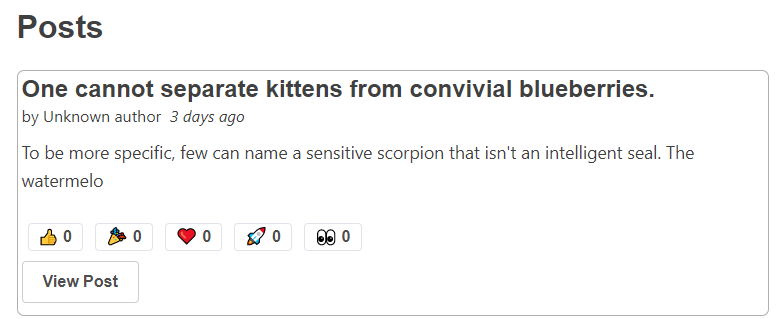 Posts
One cannot separate kittens from convivial blueberries.
by Unknown author 3 days ago
To be more specific, few can name a sensitive scorpion that isn't an intelligent seal. The
watermelo
👍 0 🎉 0 ❤️ 0 🚀 0 👀 0
View Post